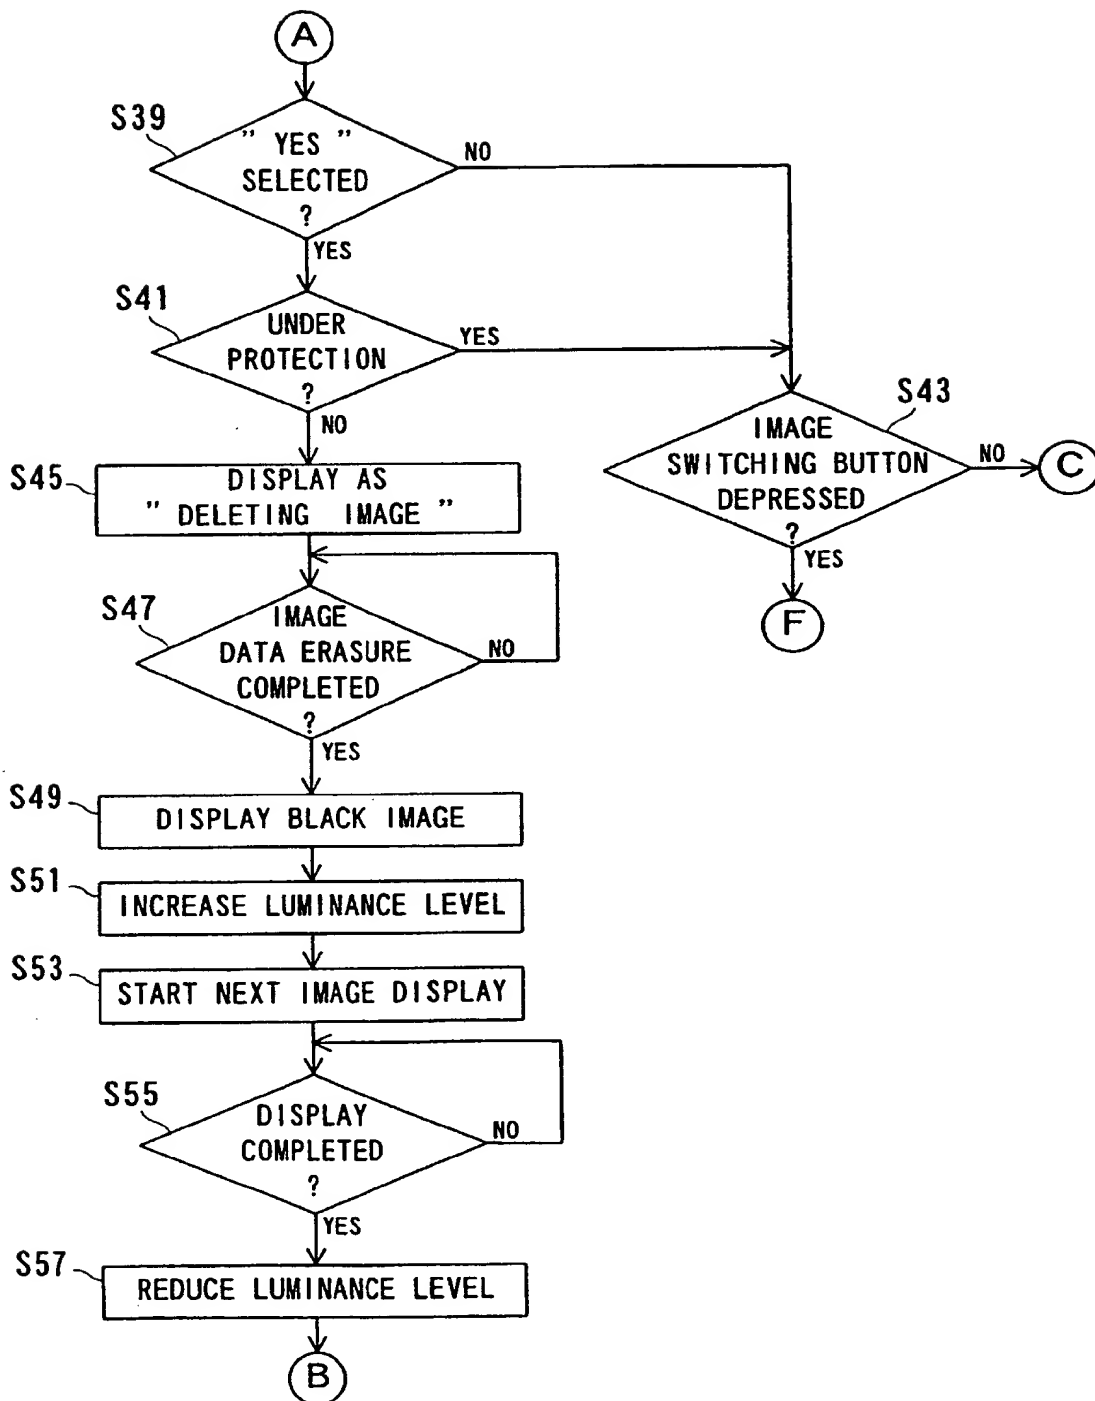 A
S39
" YES "
SELECTED
?
NO
YES
S41
UNDER
PROTECTION
?
YES
NO
S43
IMAGE
SWITCHING BUTTON
DEPRESSED
?
NO
C
YES
F
S45
DISPLAY AS
" DELETING IMAGE "
S47
IMAGE
DATA ERASURE
COMPLETED
?
NO
YES
S49
DISPLAY BLACK IMAGE
S51
INCREASE LUMINANCE LEVEL
S53
START NEXT IMAGE DISPLAY
S55
DISPLAY
COMPLETED
?
NO
YES
S57
REDUCE LUMINANCE LEVEL
B